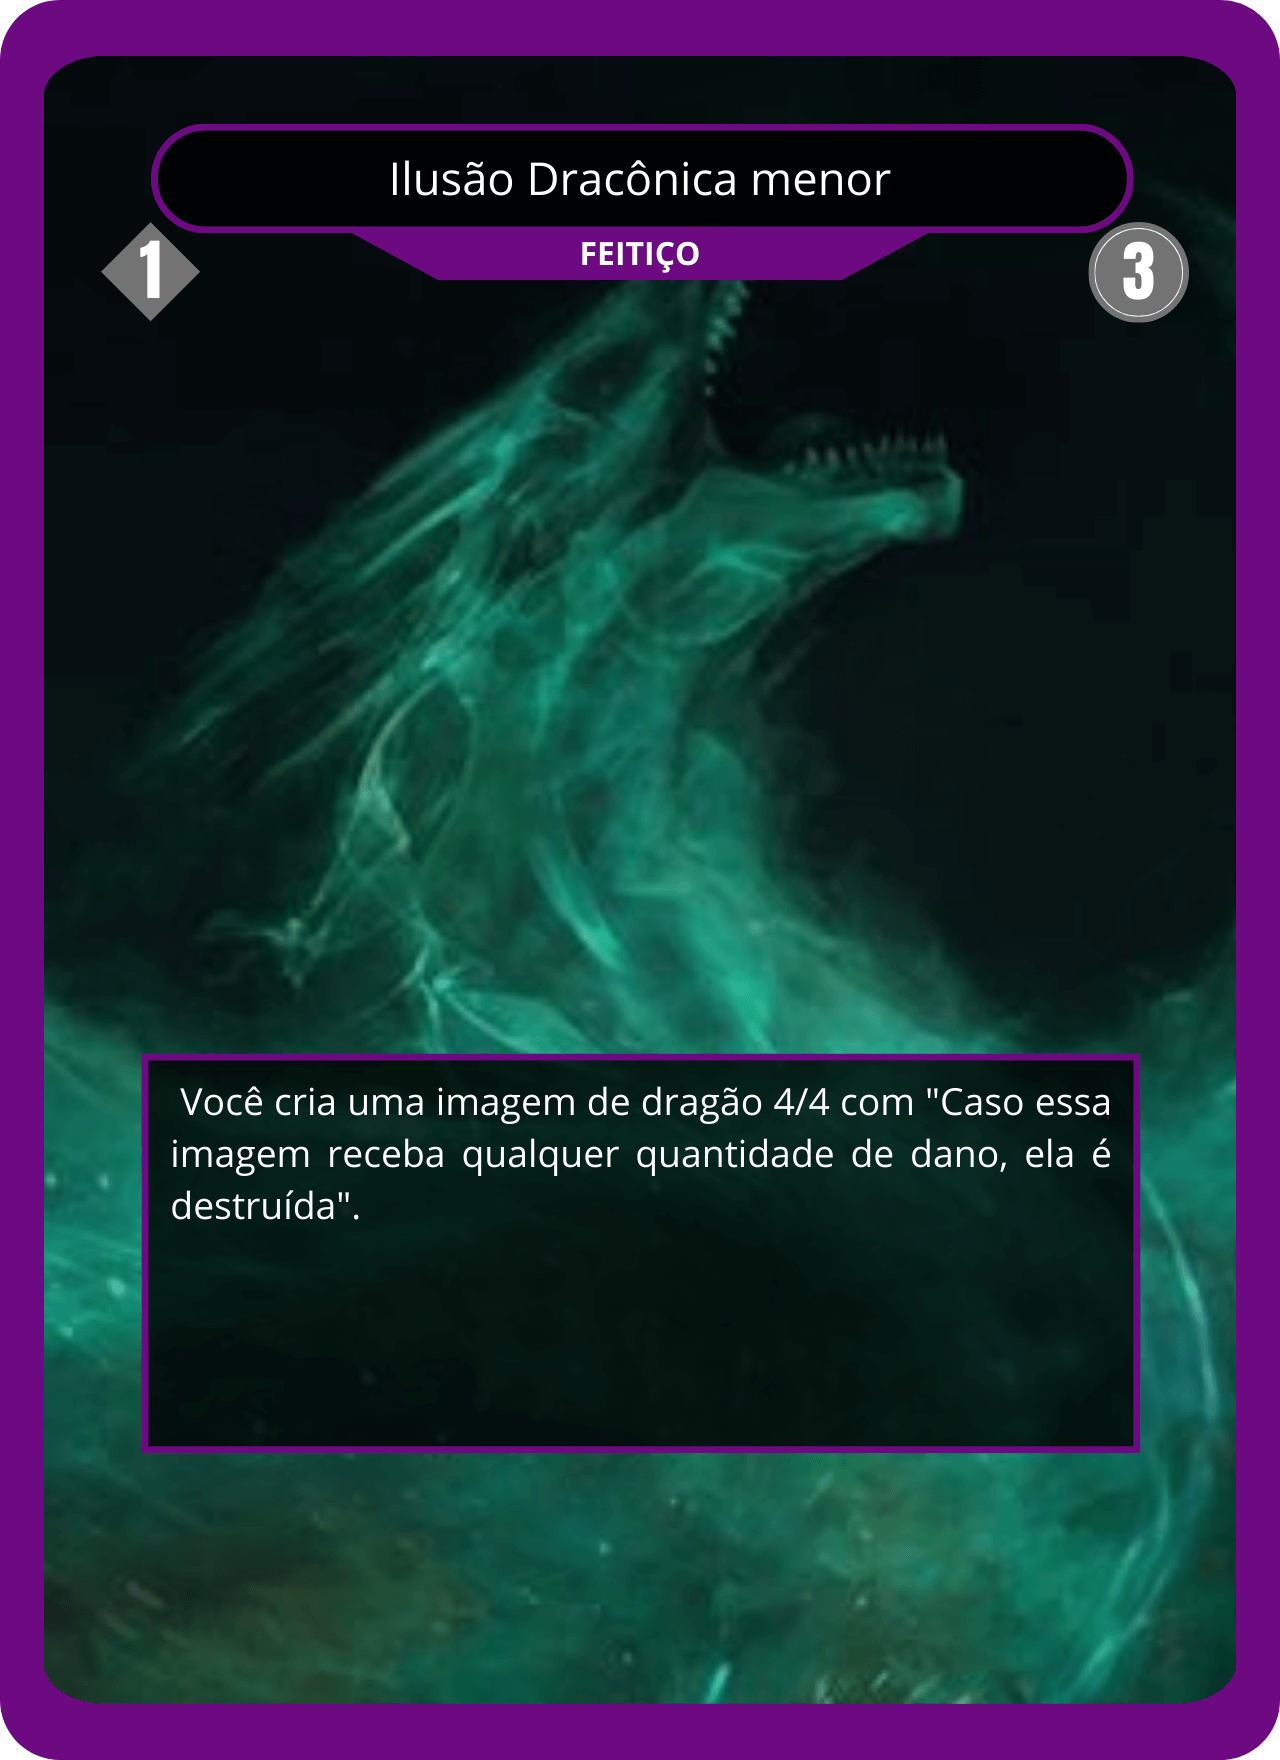 Ilusão Dracônica menor
FEITIÇO
1
3
Você cria uma imagem de dragão 4/4 com "Caso essa
imagem receba qualquer quantidade de dano, ela é
destruída".